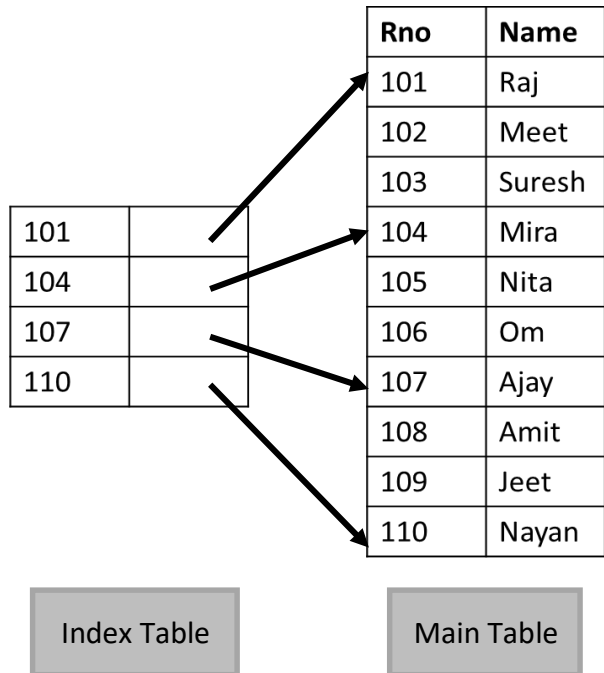 Rno Name
101 Raj
102 Meet
103 Suresh
104 Mira
105 Nita
106 Om
107 Ajay
108 Amit
109 Jeet
110 Nayan
101
104
107
110
Index Table
Main Table